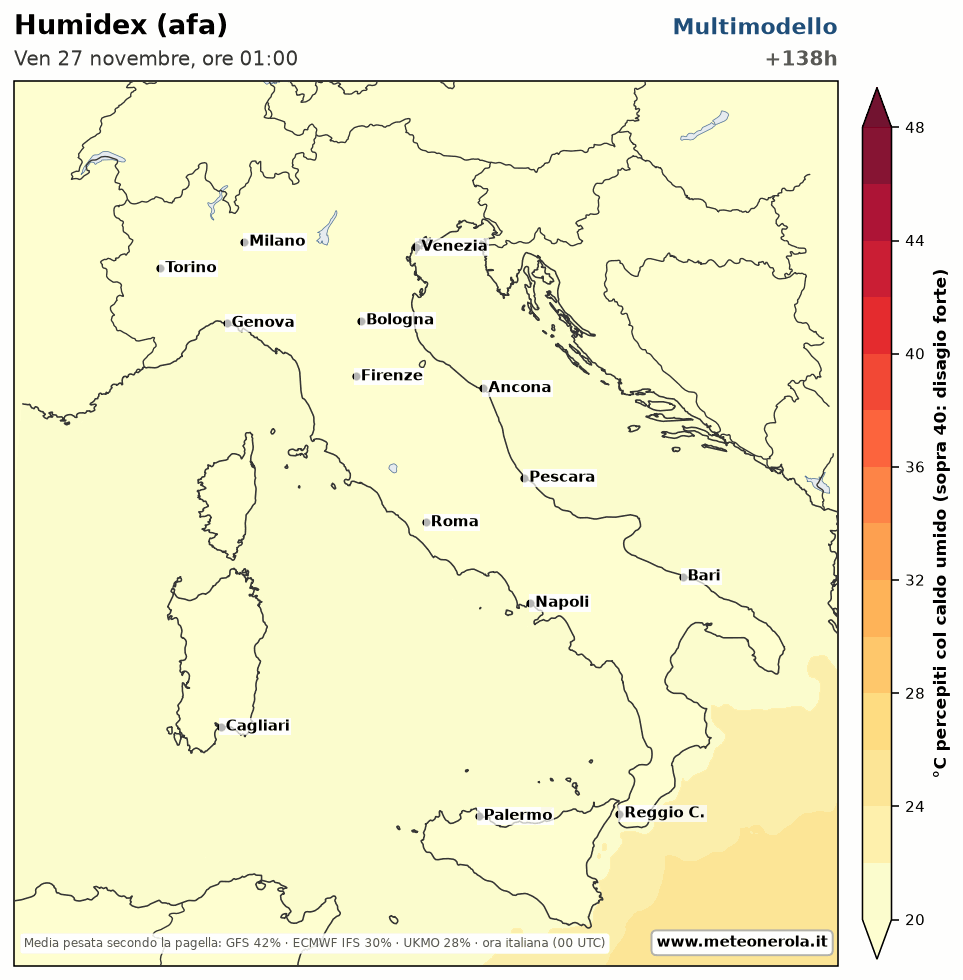 Humidex (afa)
Multimodello
Ven 27 novembre, ore 01:00
+138h
Milano
Venezia
Torino
Genova
Bologna
Firenze
Ancona
Pescara
Roma
Bari
Napoli
Cagliari
Palermo
Reggio C.
48
44
40
36
32
28
24
20
°C percepiti col caldo umido (sopra 40: disagio forte)
Media pesata secondo la pagella: GFS 42% · ECMWF IFS 30% · UKMO 28% · ora italiana (00 UTC)
www.meteonerola.it